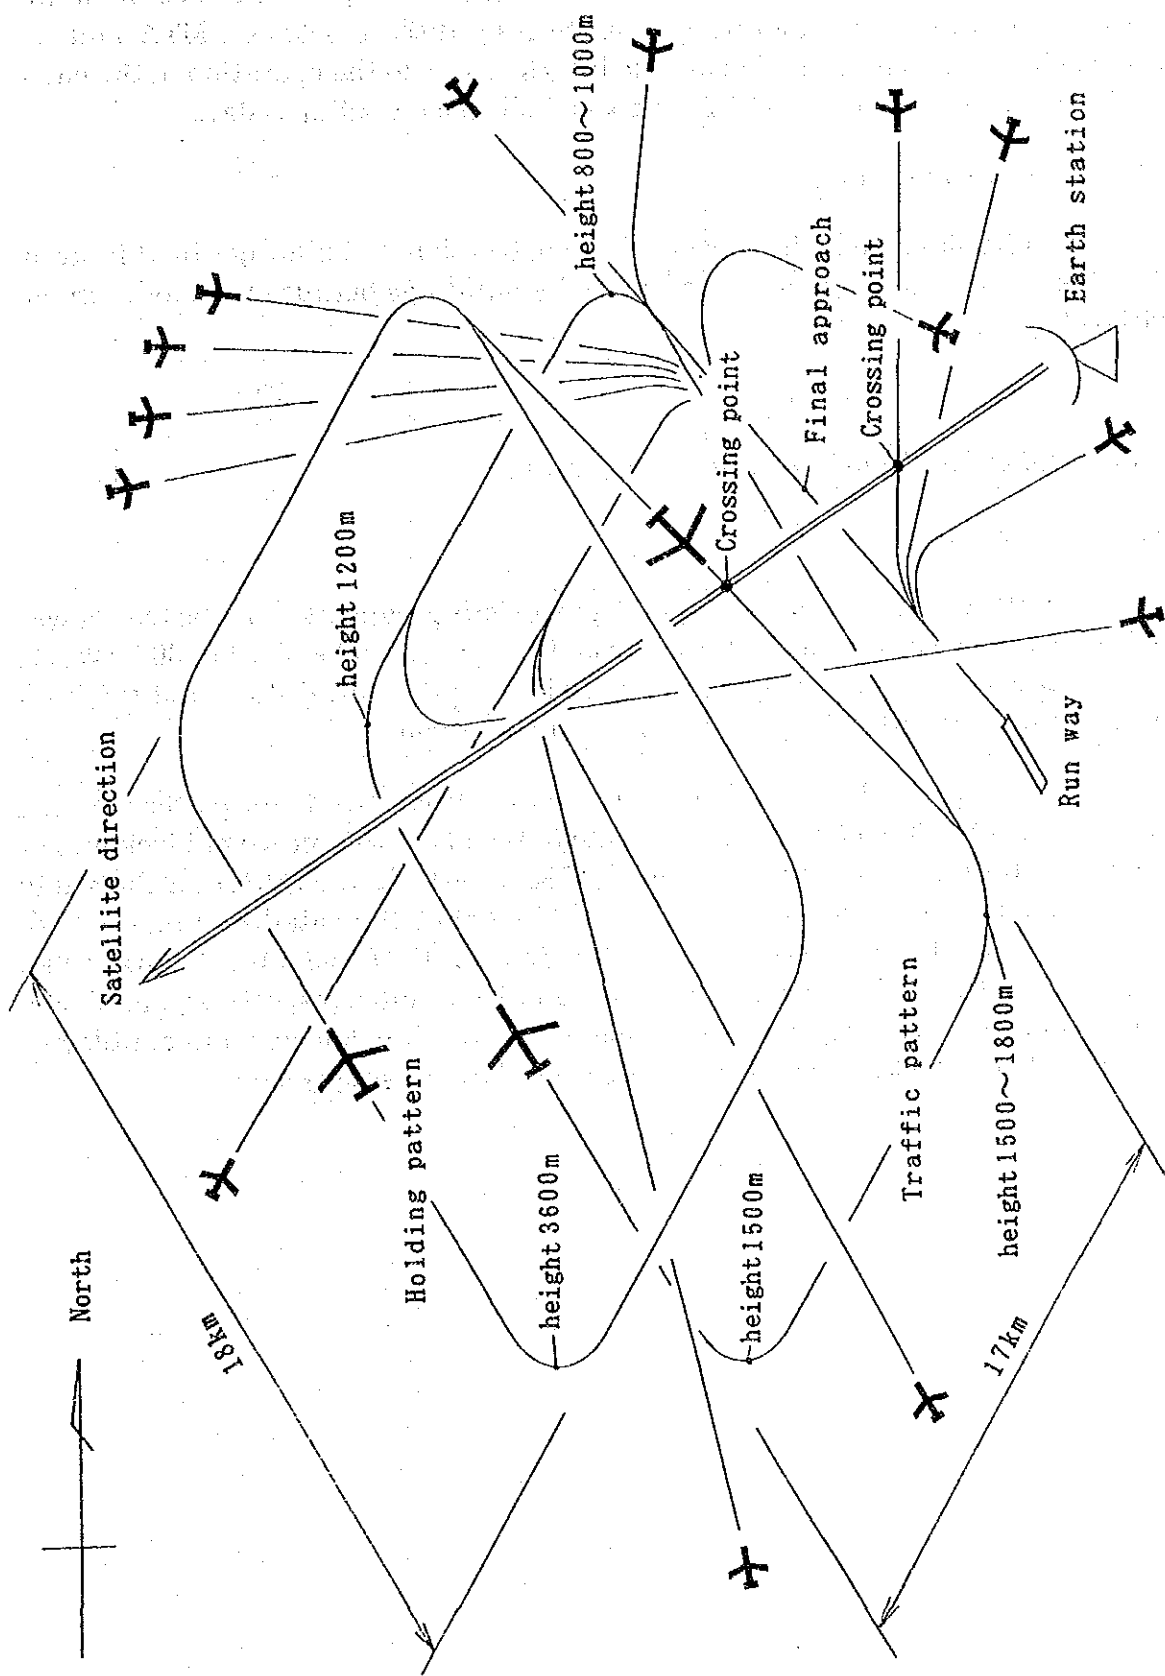 North
18km
Satellite direction
Holding pattern
height 1200m
height 3600m
height 800~1000m
height 1500m
Crossing point
Final approach
Crossing point
Traffic pattern
height 1500~1800m
17km
Run way
Earth station